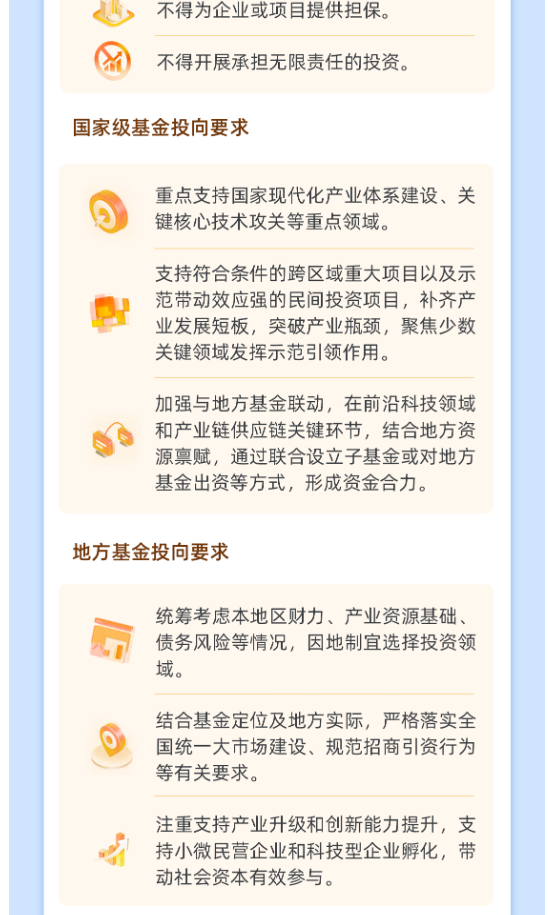 不得为企业或项目提供担保。
不得开展承担无限责任的投资。
国家级基金投向要求
重点支持国家现代化产业体系建设、关
键核心技术攻关等重点领域。
支持符合条件的跨区域重大项目以及示
范带动效应强的民间投资项目，补齐产
业发展短板，突破产业瓶颈，聚焦少数
关键领域发挥示范引领作用。
加强与地方基金联动，在前沿科技领域
和产业链供应链关键环节，结合地方资
源禀赋，通过联合设立子基金或对地方
基金出资等方式，形成资金合力。
地方基金投向要求
统筹考虑本地区财力、产业资源基础、
债务风险等情况，因地制宜选择投资领
域。
结合基金定位及地方实际，严格落实全
国统一大市场建设、规范招商引资行为
等有关要求。
注重支持产业升级和创新能力提升，支
持小微民营企业和科技型企业孵化，带
动社会资本有效参与。